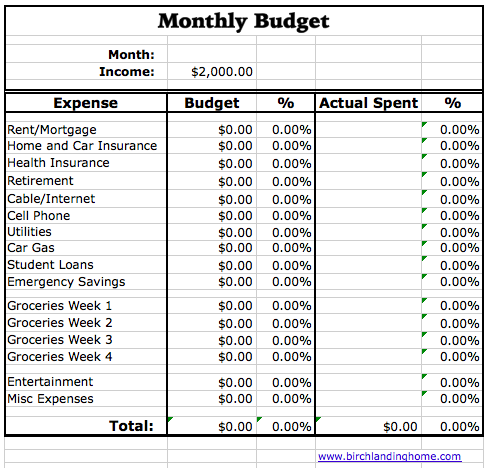 Monthly Budget
Month:
Income: $2,000.00
Expense Budget % Actual Spent %
Rent/Mortgage $0.00 0.00% 0.00%
Home and Car Insurance $0.00 0.00% 0.00%
Health Insurance $0.00 0.00% 0.00%
Retirement $0.00 0.00% 0.00%
Cable/Internet $0.00 0.00% 0.00%
Cell Phone $0.00 0.00% 0.00%
Utilities $0.00 0.00% 0.00%
Car Gas $0.00 0.00% 0.00%
Student Loans $0.00 0.00% 0.00%
Emergency Savings $0.00 0.00% 0.00%
Groceries Week 1 $0.00 0.00% 0.00%
Groceries Week 2 $0.00 0.00% 0.00%
Groceries Week 3 $0.00 0.00% 0.00%
Groceries Week 4 $0.00 0.00% 0.00%
Entertainment $0.00 0.00% 0.00%
Misc Expenses $0.00 0.00% 0.00%
Total: $0.00 0.00% $0.00 0.00%
www.birchlandinghome.com